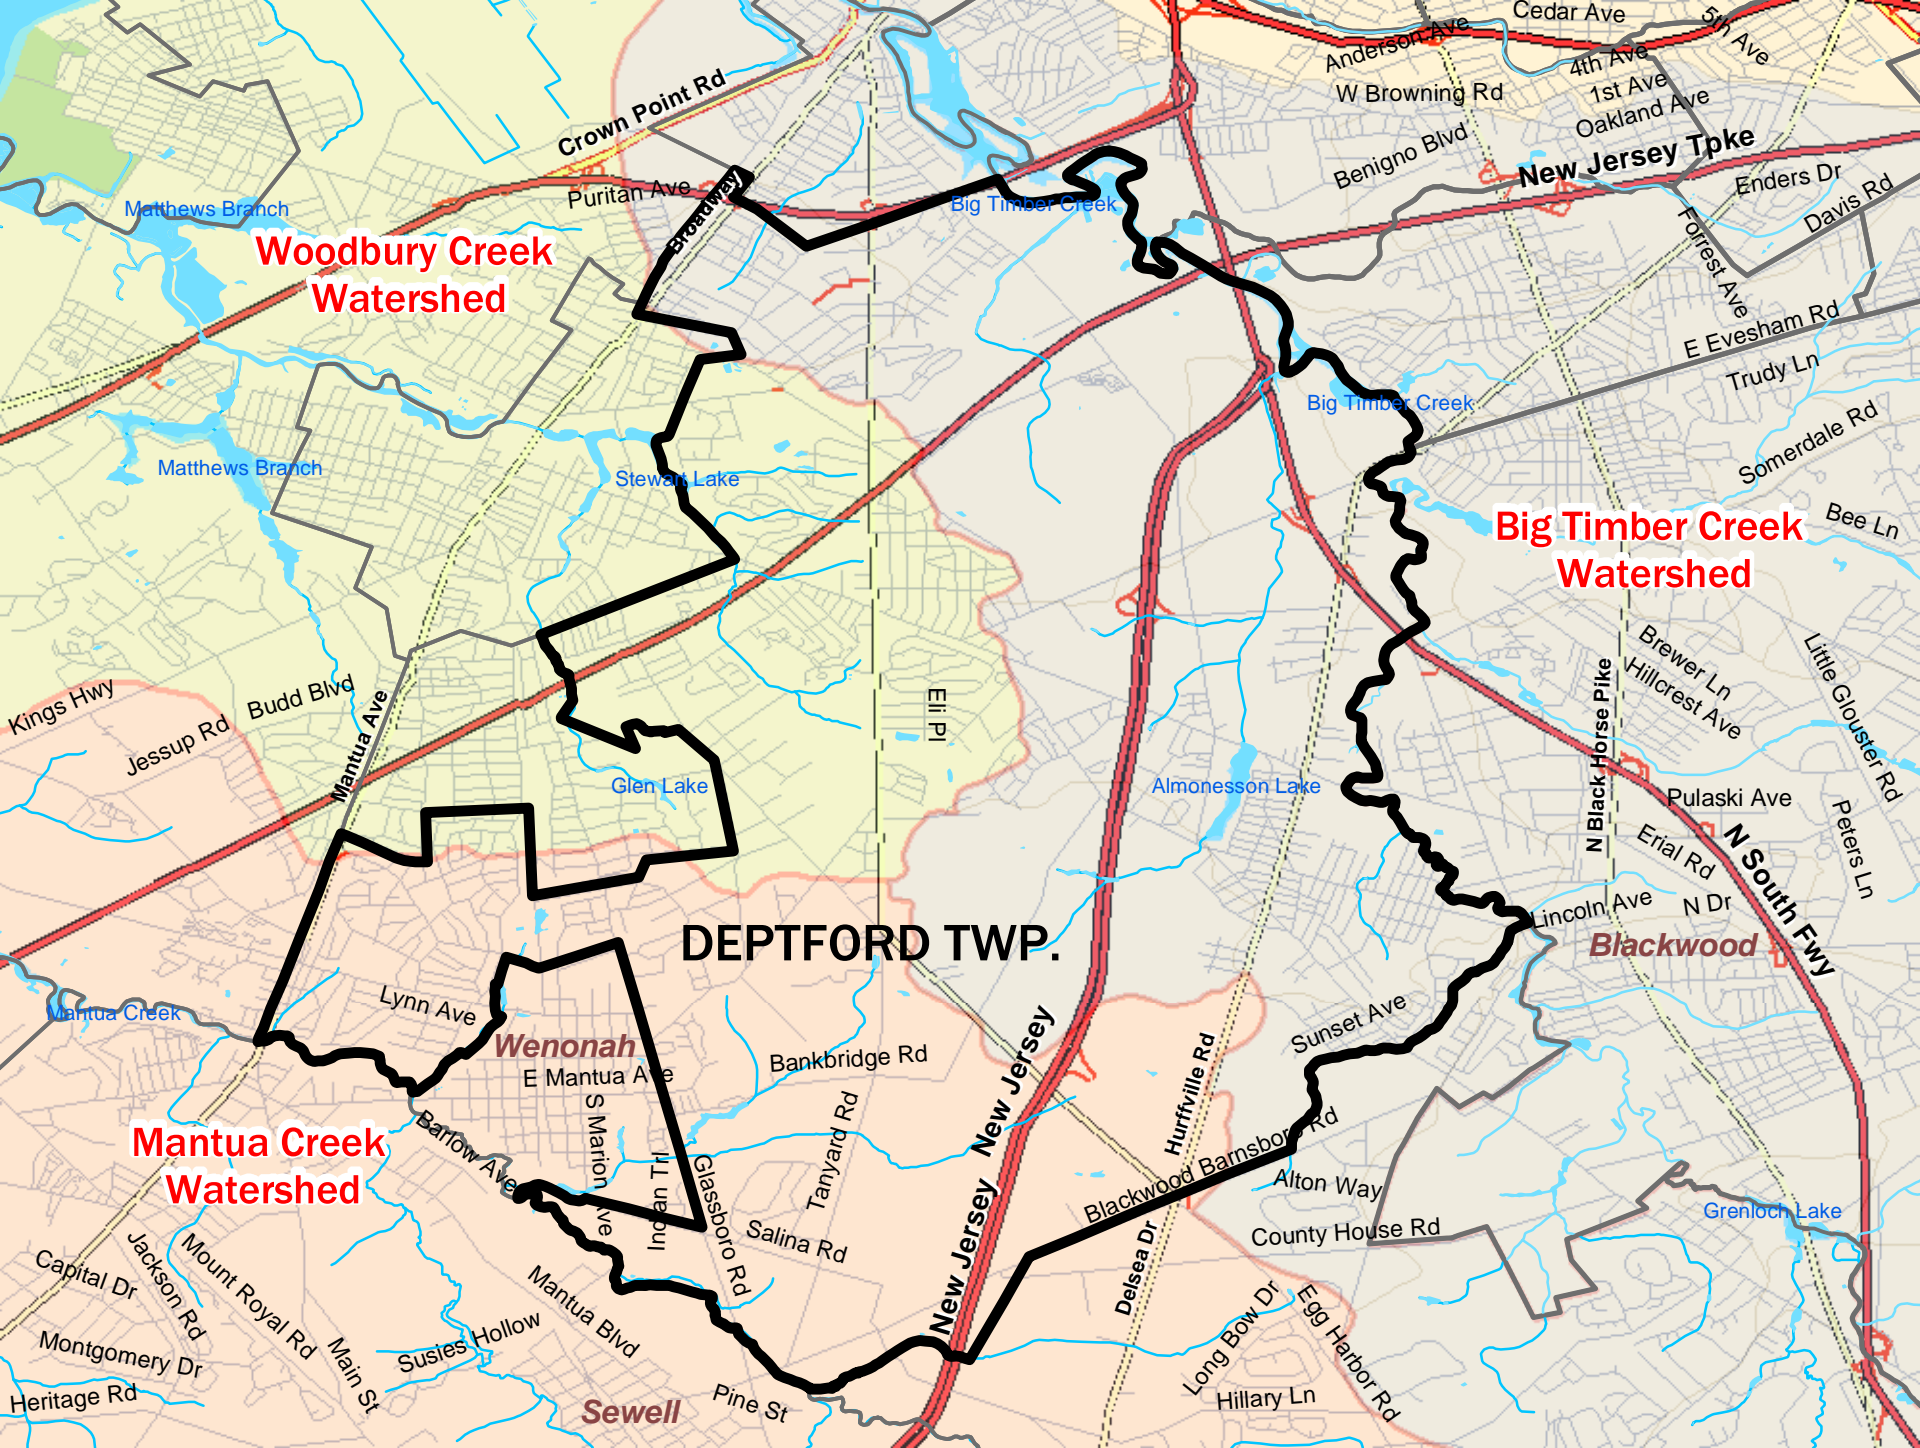 Cedar Ave
5th Ave
Anderson Ave
4th Ave
W Browning Rd
1st Ave
Oakland Ave
Crown Point Rd
Benigno Blvd
New Jersey Tpke
Enders Dr
Davis Rd
Puritan Ave
Broadway
Matthews Branch
Big Timber Creek
Forrest Ave
Woodbury Creek
Watershed
E Evesham Rd
Trudy Ln
Big Timber Creek
Somerdale Rd
Matthews Branch
Stewart Lake
Bee Ln
Big Timber Creek
Watershed
Brewer Ln
Hillcrest Ave
Little Glouster Rd
Kings Hwy
Jessup Rd
Budd Blvd
Mantua Ave
Eli Pl
N Black Horse Pike
Glen Lake
Almonesson Lake
Pulaski Ave
Peters Ln
Erial Rd
N South Fwy
Lincoln Ave
N Dr
Blackwood
DEPTFORD TWP.
Mantua Creek
Lynn Ave
Wenonah
E Mantua Ave
S Marion Ave
Bankbridge Rd
New Jersey
Sunset Ave
Huffville Rd
Mantua Creek
Watershed
Barlow Ave
Indian Trl
Glassboro Rd
Tanyard Rd
Salina Rd
New Jersey
Blackwood Barnsboro Rd
Alton Way
County House Rd
Grenloch Lake
Delsea Dr
Long Bow Dr
Egg Harbor Rd
Hillary Ln
Capital Dr
Jackson Rd
Mount Royal Rd
Main St
Montgomery Dr
Heritage Rd
Susies Hollow
Mantua Blvd
Pine St
Sewell